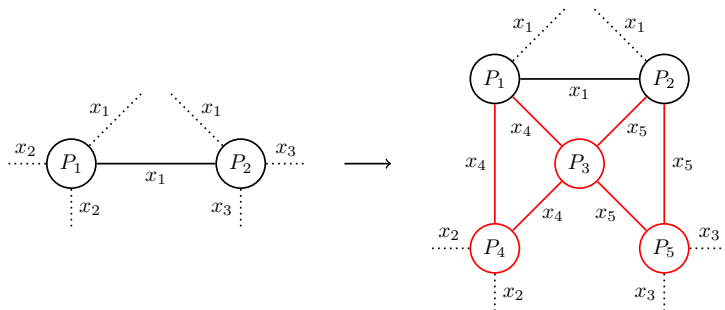 x₁ x₁
x₂ P₁ x₁ P₂ x₃
x₂ x₃
x₁ x₁
P₁ x₁ P₂
x₄ x₅
x₄ P₃ x₅
x₄ x₅
x₂ P₄ P₅ x₃
x₂ x₃